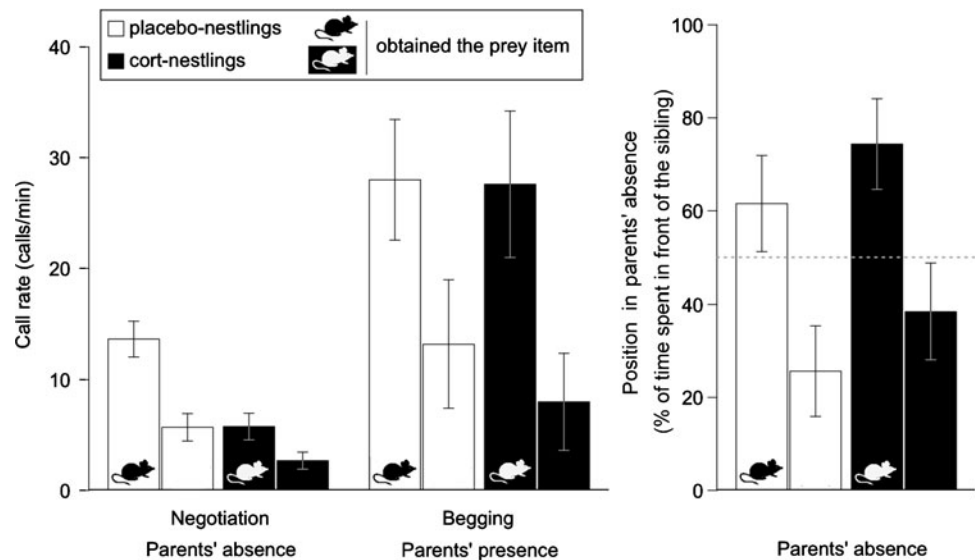 placebo-nestlings
cort-nestlings
obtained the prey item
Call rate (calls/min)
40
30
20
10
0
Negotiation
Begging
Parents' absence
Parents' presence
Position in parents' absence
(% of time spent in front of the sibling)
100
80
60
40
20
0
Parents' absence